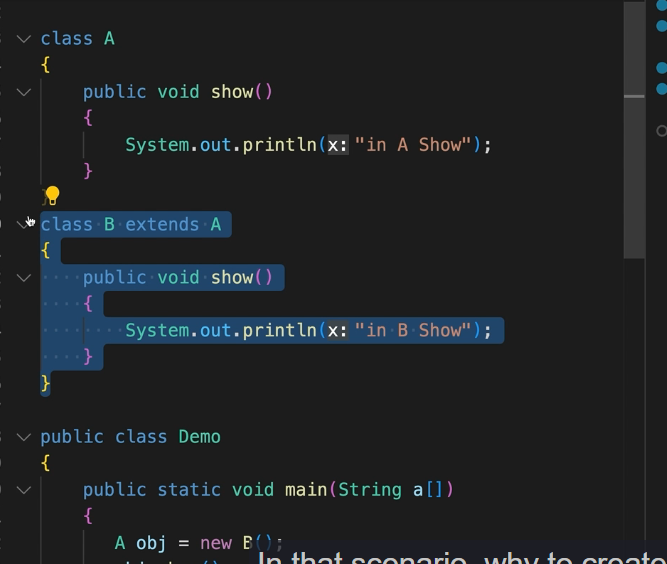 class A
{
public void show()
{
System.out.println(x: "in A Show");
}
class B extends A
{
public void show()
{
System.out.println(x: "in B Show");
}
}
public class Demo
{
public static void main(String a[])
{
A obj = new B();
In that scenario, why to create